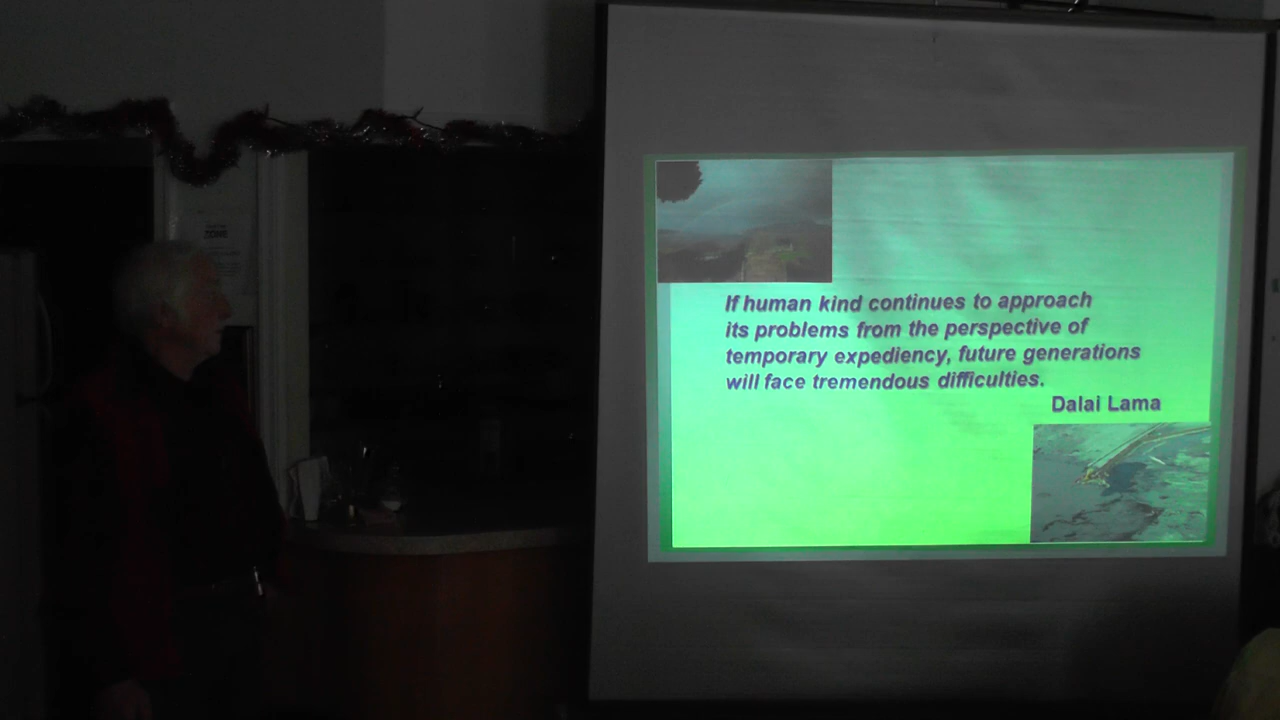 If human kind continues to approach
its problems from the perspective of
temporary expediency, future generations
will face tremendous difficulties.
Dalai Lama